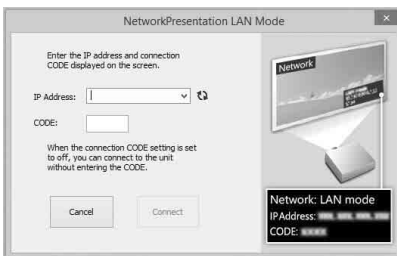 NetworkPresentation LAN Mode
Enter the IP address and connection
CODE displayed on the screen.
IP Address:
CODE:
When the connection CODE setting is set
to off, you can connect to the unit
without entering the CODE.
Cancel
Connect
Network
Network: LAN mode
IPAddress:
CODE: